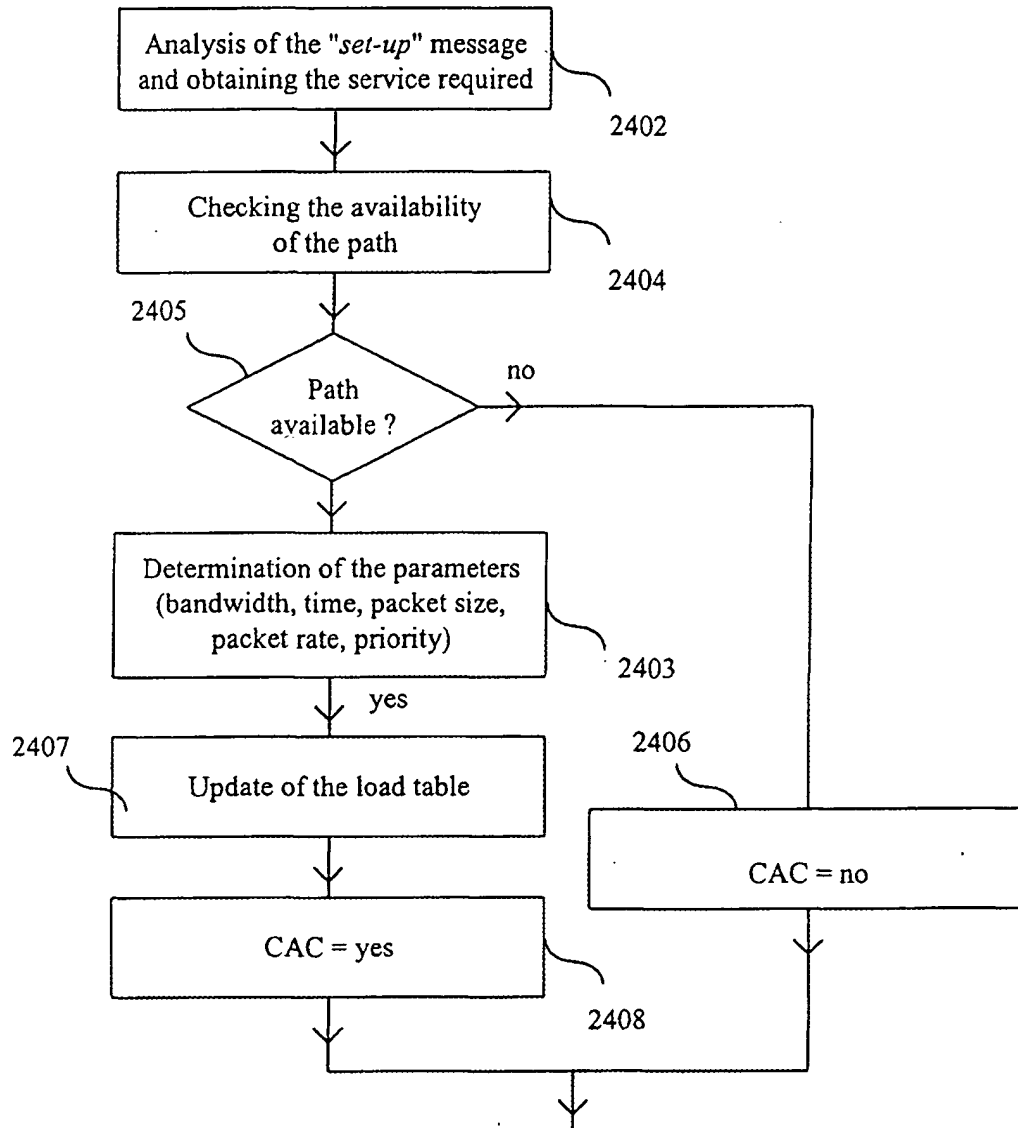 Analysis of the "set-up" message
and obtaining the service required
2402
Checking the availability
of the path
2404
2405
Path
available ?
no
Determination of the parameters
(bandwidth, time, packet size,
packet rate, priority)
2403
yes
2407
Update of the load table
2406
CAC = no
CAC = yes
2408